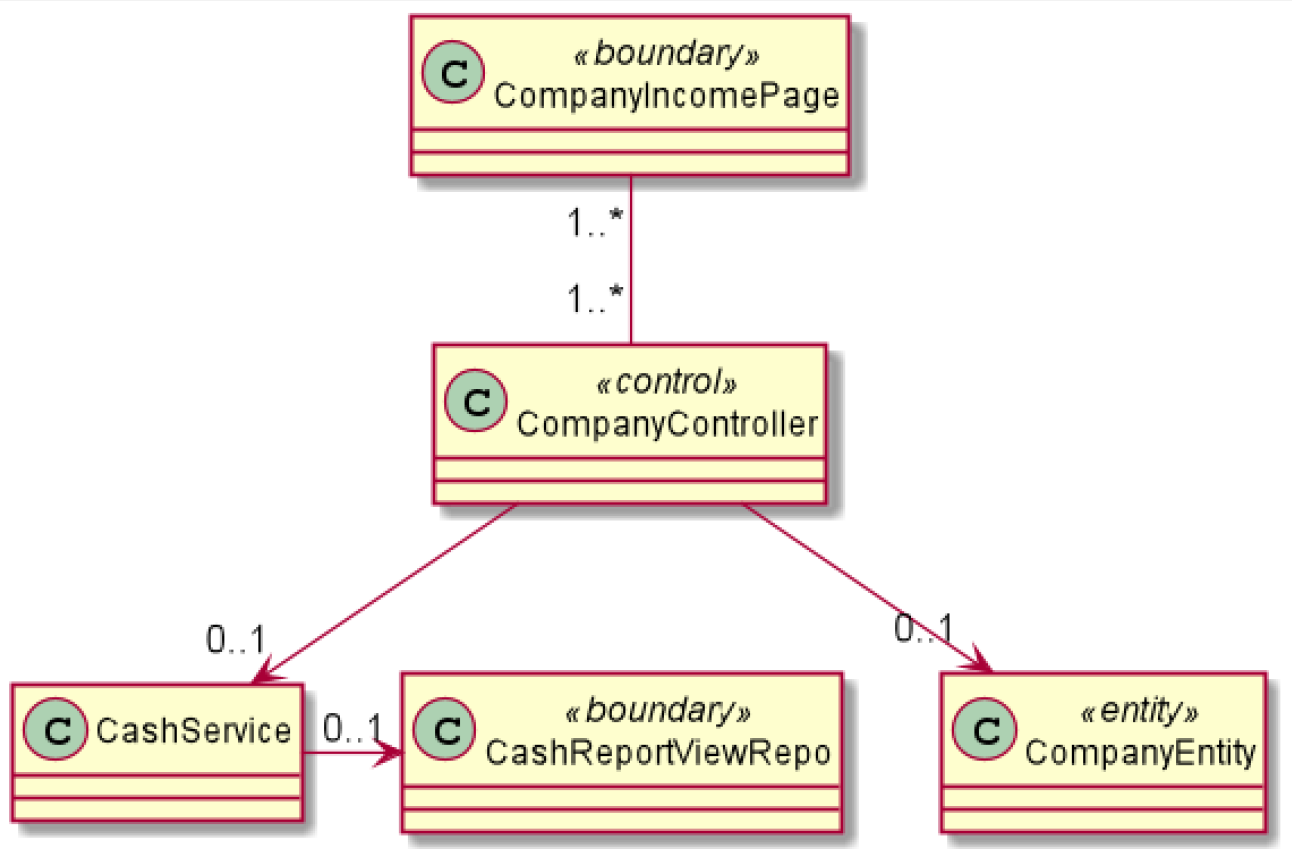 C
«boundary»
CompanyIncomePage
1..*
1..*
C
«control»
CompanyController
0..1
0..1
C
CashService
0..1
C
«boundary»
CashReportViewRepo
C
«entity»
CompanyEntity